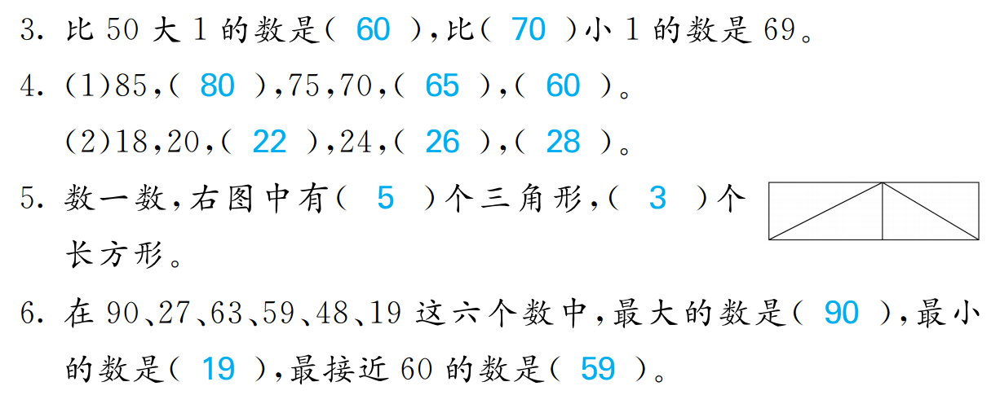 3. 比 50 大 1 的数是( 60 ),比( 70 )小 1 的数是 69。
4. (1)85,( 80 ),75,70,( 65 ),( 60 )。
(2)18,20,( 22 ),24,( 26 ),( 28 )。
5. 数一数,右图中有( 5 )个三角形,( 3 )个
长方形。
6. 在 90、27、63、59、48、19 这六个数中,最大的数是( 90 ),最小
的数是( 19 ),最接近 60 的数是( 59 )。